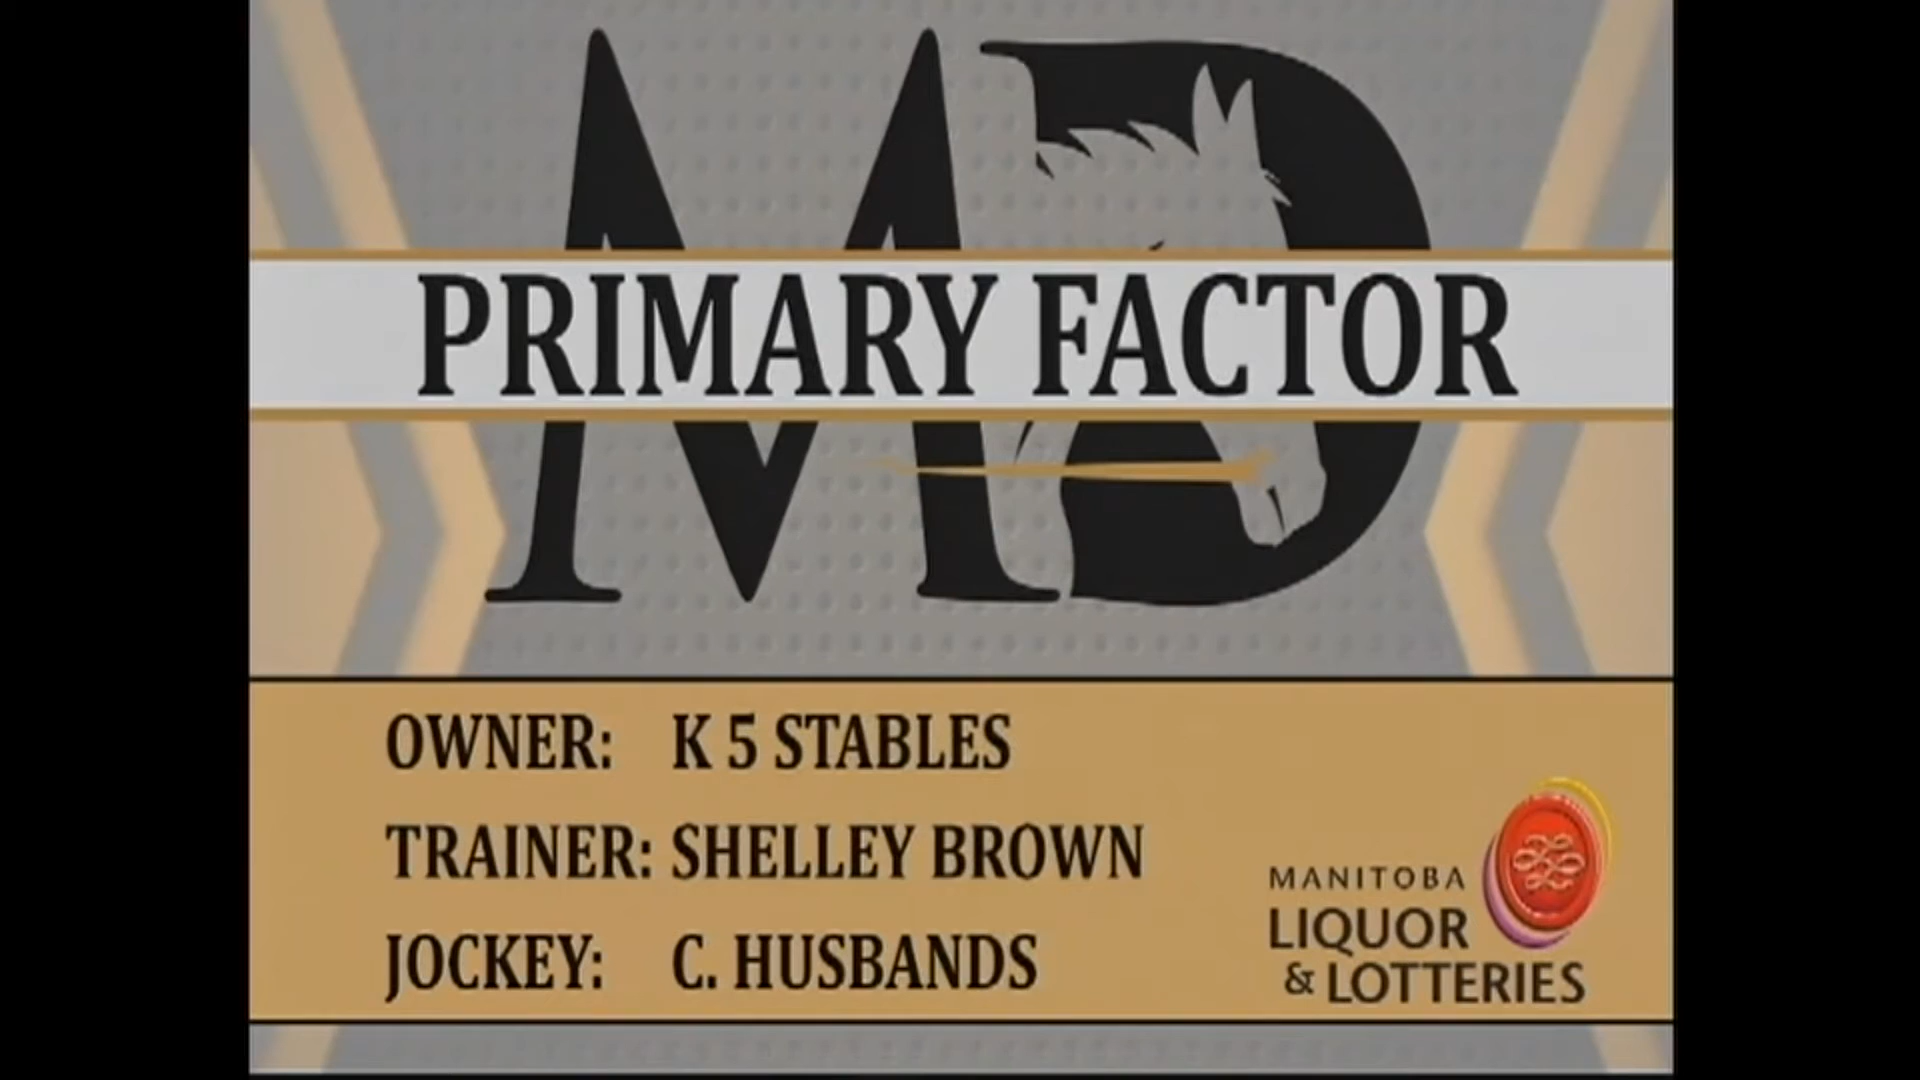 MD
PRIMARY FACTOR
OWNER: K 5 STABLES
TRAINER: SHELLEY BROWN
JOCKEY: C. HUSBANDS
MANITOBA
LIQUOR
& LOTTERIES